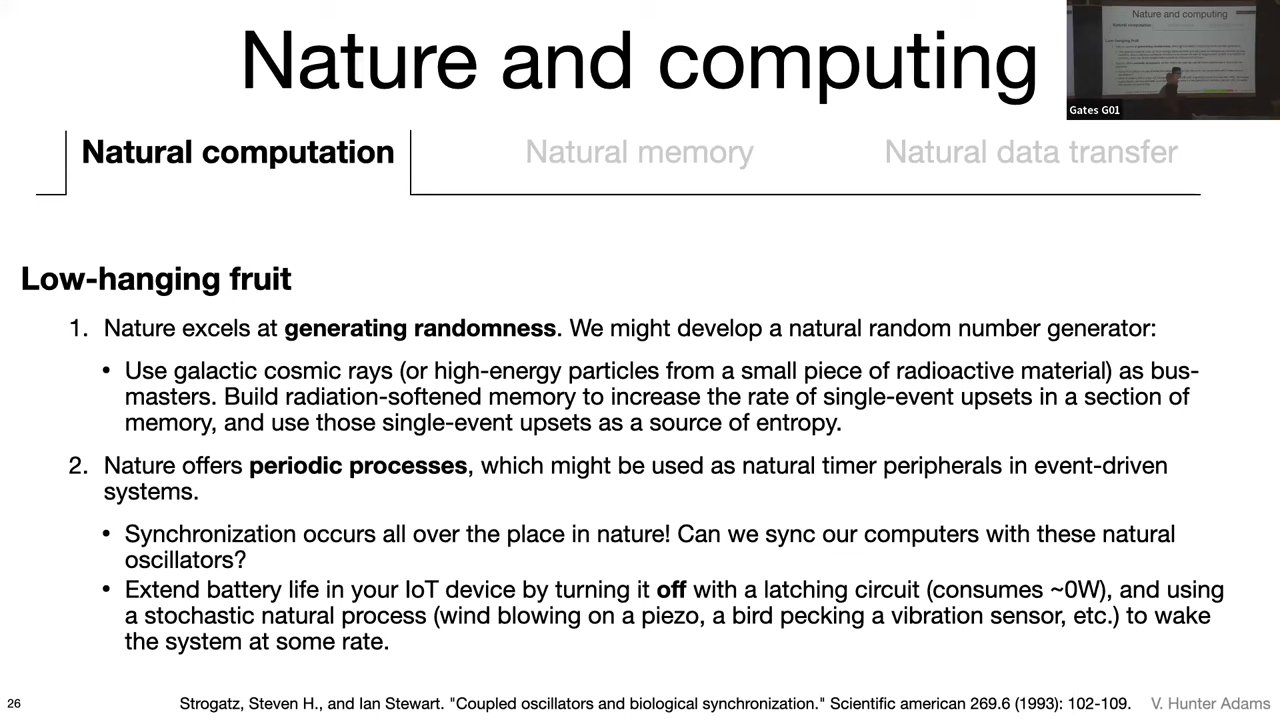 Nature and computing
Natural computation
Natural memory
Natural data transfer
Low-hanging fruit
1. Nature excels at generating randomness. We might develop a natural random number generator:
• Use galactic cosmic rays (or high-energy particles from a small piece of radioactive material) as bus-
masters. Build radiation-softened memory to increase the rate of single-event upsets in a section of
memory, and use those single-event upsets as a source of entropy.
2. Nature offers periodic processes, which might be used as natural timer peripherals in event-driven
systems.
• Synchronization occurs all over the place in nature! Can we sync our computers with these natural
oscillators?
• Extend battery life in your IoT device by turning it off with a latching circuit (consumes ~0W), and using
a stochastic natural process (wind blowing on a piezo, a bird pecking a vibration sensor, etc.) to wake
the system at some rate.
26
Strogatz, Steven H., and Ian Stewart. "Coupled oscillators and biological synchronization." Scientific american 269.6 (1993): 102-109.
V. Hunter Adams
Nature and computing
Gates G01